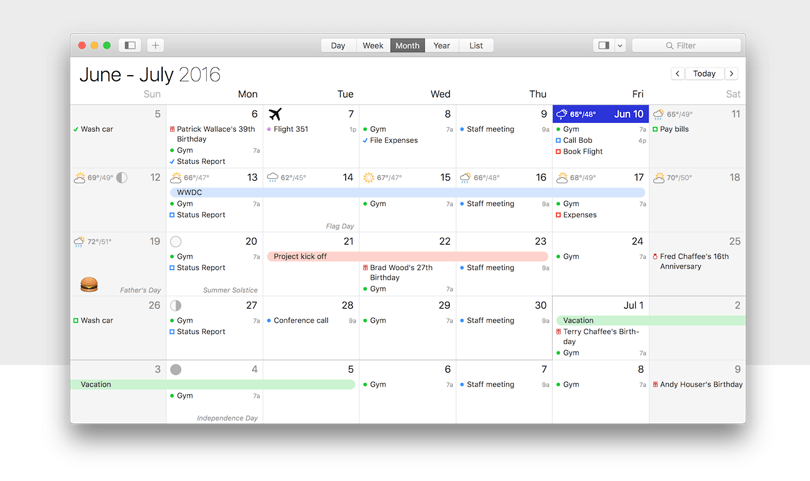 Day Week Month Year List
Filter
June - July 2016
Today
Sun Mon Tue Wed Thu Fri Sat
5 6 7 8 9 65°/48° Jun 10 65°/49° 11
Wash car
Patrick Wallace's 39th
Birthday
Gym 7a
Status Report
Flight 351 1p
Gym 7a
File Expenses
Staff meeting 9a
Gym 7a
Call Bob 4p
Book Flight
Pay bills
69°/49° 12 66°/47° 13 62°/45° 14 67°/47° 15 66°/48° 16 68°/49° 17 70°/50° 18
WWDC
Gym 7a
Status Report
Flag Day
Gym 7a
Staff meeting 9a
Gym 7a
Expenses
72°/51° 19 20 21 22 23 24 25
Father's Day
Gym 7a
Status Report
Summer Solstice
Project kick off
Brad Wood's 27th
Birthday
Gym 7a
Staff meeting 9a
Gym 7a
Fred Chaffee's 16th
Anniversary
26 27 28 29 30 Jul 1 2
Wash car
Gym 7a
Status Report
Conference call 9a
Gym 7a
Staff meeting 9a
Vacation
Terry Chaffee's Birth-
day
Gym 7a
3 4 5 6 7 8 9
Vacation
Gym 7a
Independence Day
Gym 7a
Staff meeting 9a
Gym 7a
Andy Houser's Birthday